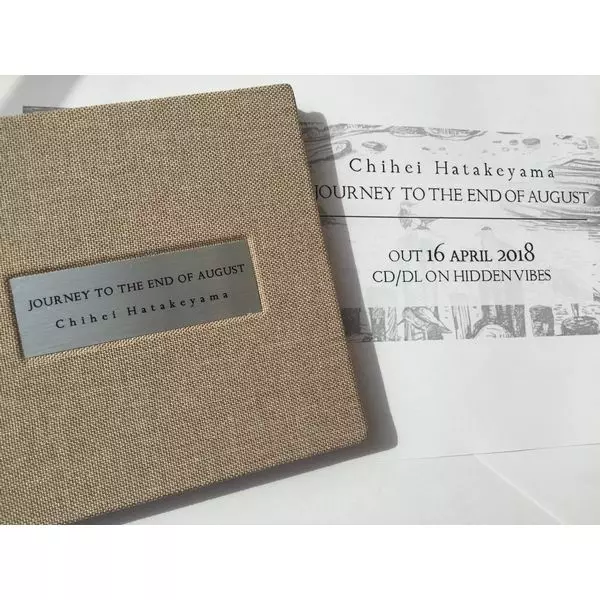 JOURNEY TO THE END OF AUGUST
Chihei Hatakeyama
Chihei Hatakeyama
JOURNEY TO THE END OF AUGUST
OUT 16 APRIL 2018
CD/DL ON HIDDEN VIBES